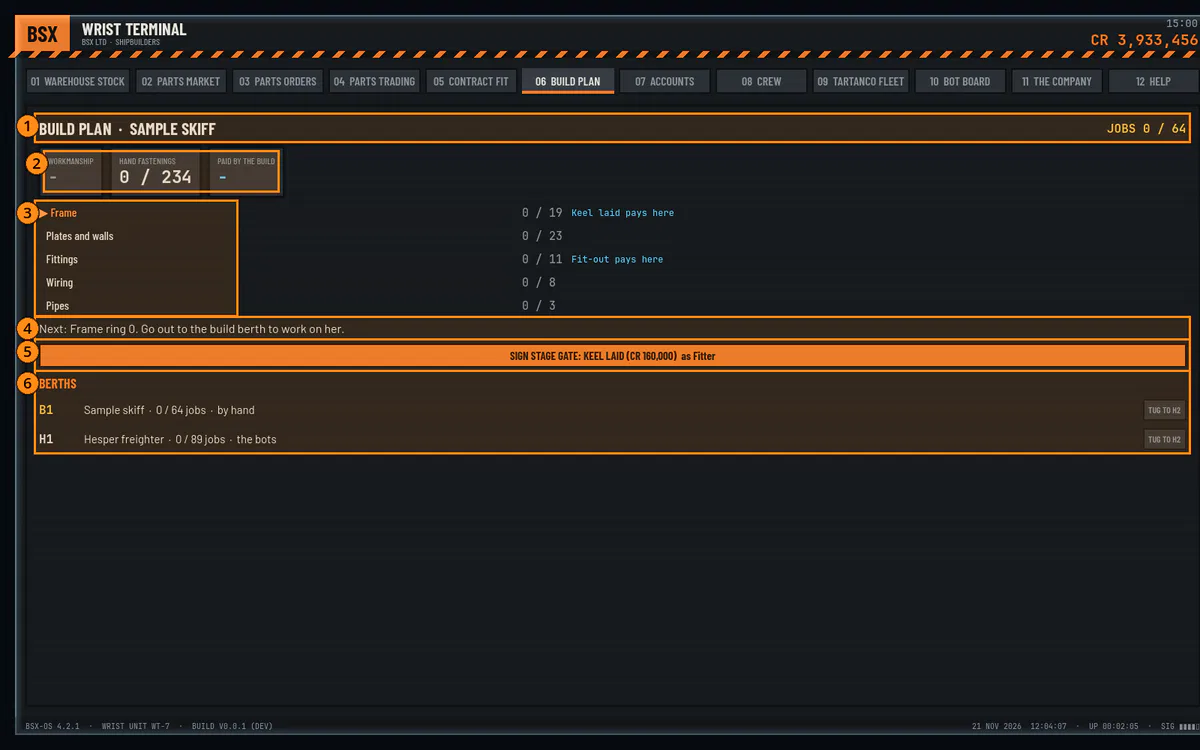 BSX
WRIST TERMINAL
BSX LTD · SHIPBUILDERS
15:00
CR 3,933,456
01 WAREHOUSE STOCK
02 PARTS MARKET
03 PARTS ORDERS
04 PARTS TRADING
05 CONTRACT FIT
06 BUILD PLAN
07 ACCOUNTS
08 CREW
09 TARTANCO FLEET
10 BOT BOARD
11 THE COMPANY
12 HELP
1 BUILD PLAN · SAMPLE SKIFF JOBS 0 / 64
2 WORKMANSHIP HAND FASTENINGS PAID BY THE BUILD
- 0 / 234 -
3 ▶ Frame 0 / 19 Keel laid pays here
Plates and walls 0 / 23
Fittings 0 / 11 Fit-out pays here
Wiring 0 / 8
Pipes 0 / 3
4 Next: Frame ring 0. Go out to the build berth to work on her.
5 SIGN STAGE GATE: KEEL LAID (CR 160,000) as Fitter
6 BERTHS
B1 Sample skiff · 0 / 64 jobs · by hand TUG TO H2
H1 Hesper freighter · 0 / 89 jobs · the bots TUG TO H2
BSX-OS 4.2.1 · WRIST UNIT WT-7 · BUILD V0.0.1 (DEV) 21 NOV 2026 12:04:07 · UP 00:02:05 · SIG